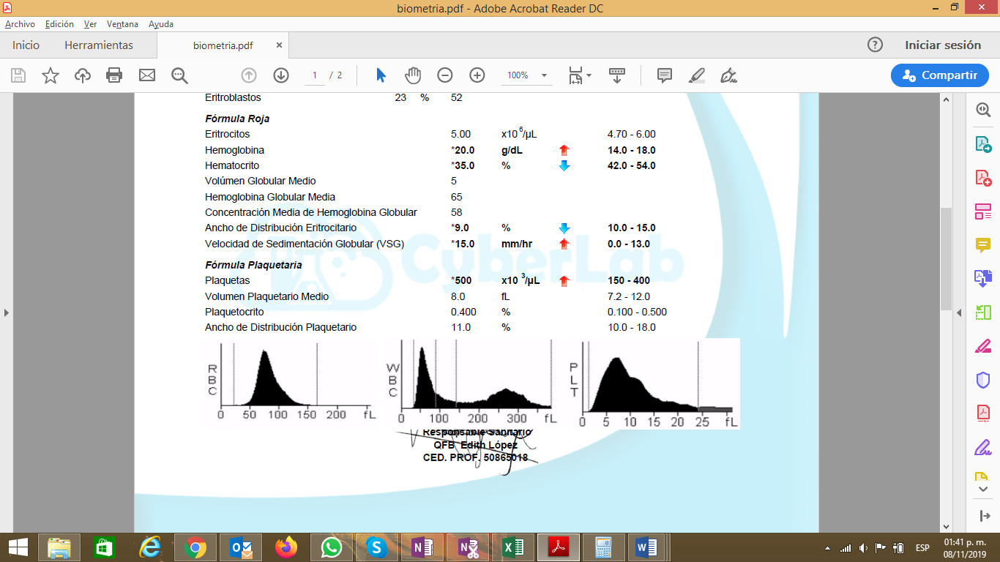 biometria.pdf - Adobe Acrobat Reader DC
Archivo Edición Ver Ventana Ayuda
Inicio Herramientas biometria.pdf × Iniciar sesión
1 / 2 100% Compartir
Eritroblastos 23 % 52
Fórmula Roja
Eritrocitos 5.00 x10 6/µL 4.70 - 6.00
Hemoglobina *20.0 g/dL 14.0 - 18.0
Hematocrito *35.0 % 42.0 - 54.0
Volúmen Globular Medio 5
Hemoglobina Globular Media 65
Concentración Media de Hemoglobina Globular 58
Ancho de Distribución Eritrocitario *9.0 % 10.0 - 15.0
Velocidad de Sedimentación Globular (VSG) *15.0 mm/hr 0.0 - 13.0
CyberLab
Fórmula Plaquetaria
Plaquetas *500 x10 3/µL 150 - 400
Volumen Plaquetario Medio 8.0 fL 7.2 - 12.0
Plaquetocrito 0.400 % 0.100 - 0.500
Ancho de Distribución Plaquetario 11.0 % 10.0 - 18.0
RBC WBC PLT
0 50 100 150 200 fL 0 100 200 300 fL 0 5 10 15 20 25 fL
Responsable Sanitario
QFB Edith López
CED. PROF. 50865018
ESP 01:41 p. m.
08/11/2019